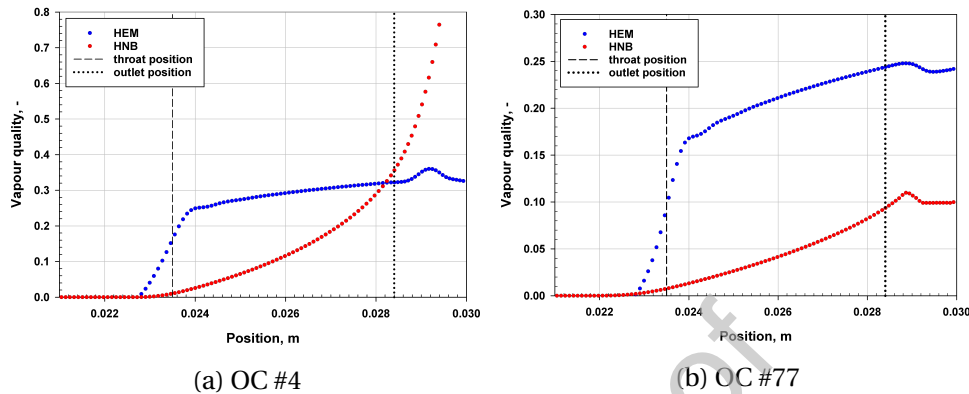 0.8
0.7
0.6
0.5
0.4
0.3
0.2
0.1
0.0
Vapour quality, -
HEM
HNB
throat position
outlet position
0.022
0.024
0.026
0.028
0.030
Position, m
(a) OC #4
0.30
0.25
0.20
0.15
0.10
0.05
0.00
Vapour quality, -
HEM
HNB
throat position
outlet position
0.022
0.024
0.026
0.028
0.030
Position, m
(b) OC #77